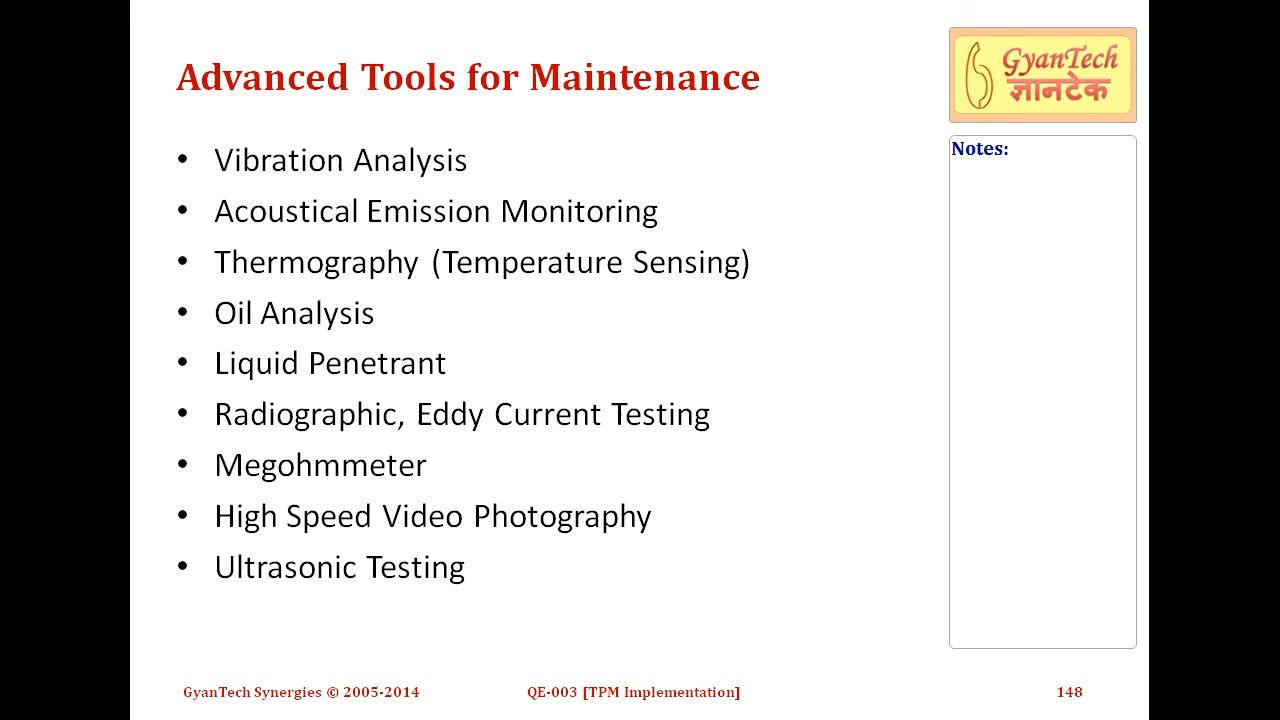 Advanced Tools for Maintenance
GyanTech
ज्ञानटेक
Notes:
• Vibration Analysis
• Acoustical Emission Monitoring
• Thermography (Temperature Sensing)
• Oil Analysis
• Liquid Penetrant
• Radiographic, Eddy Current Testing
• Megohmmeter
• High Speed Video Photography
• Ultrasonic Testing
GyanTech Synergies © 2005-2014
QE-003 [TPM Implementation]
148